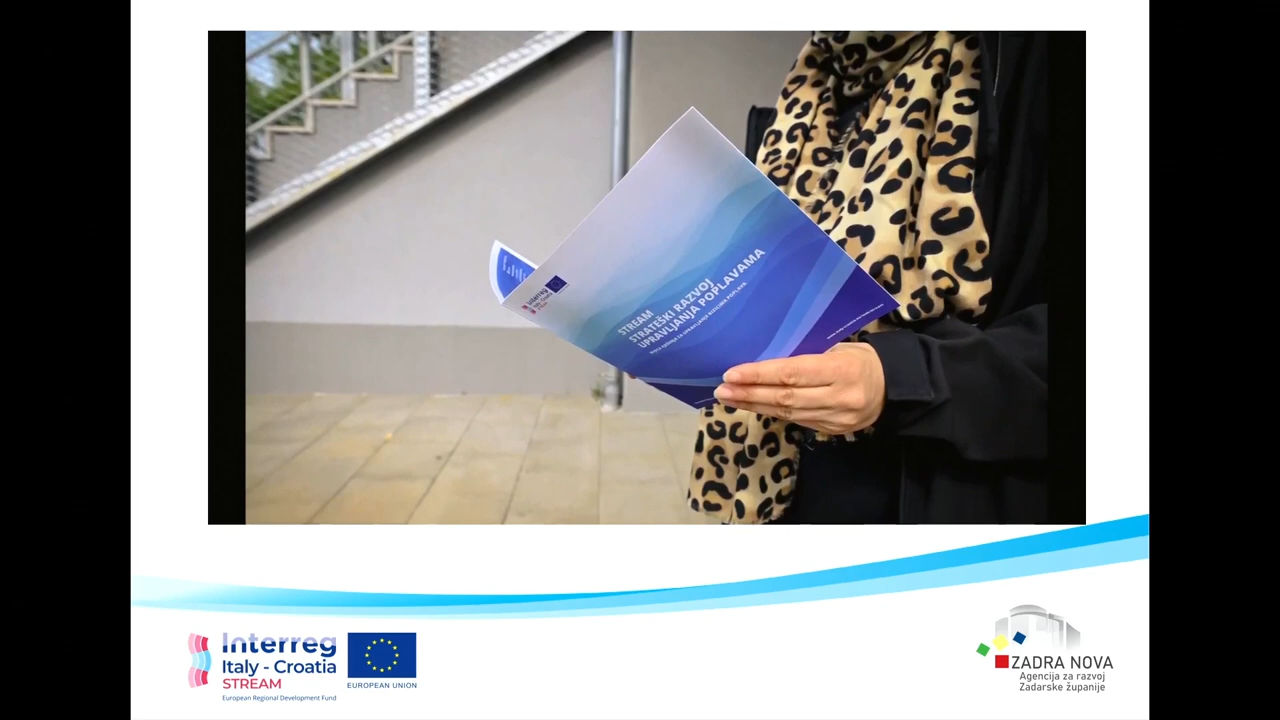 Interreg
STREAM
STRATEŠKI RAZVOJ
UPRAVLJANJA POPLAVAMA
Interreg
Italy - Croatia
STREAM
European Regional Development Fund
EUROPEAN UNION
ZADRA NOVA
Agencija za razvoj
Zadarske županije